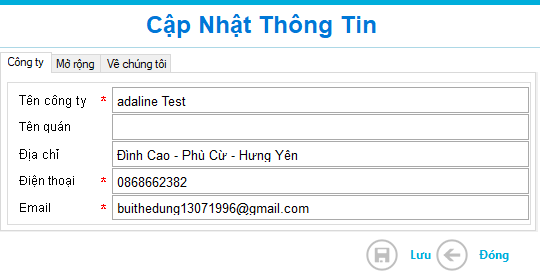 Cập Nhật Thông Tin
Công ty Mở rộng Về chúng tôi
Tên công ty * adaline Test
Tên quán
Địa chỉ Đình Cao - Phù Cừ - Hưng Yên
Điện thoại * 0868662382
Email * buithedung13071996@gmail.com
Lưu Đóng